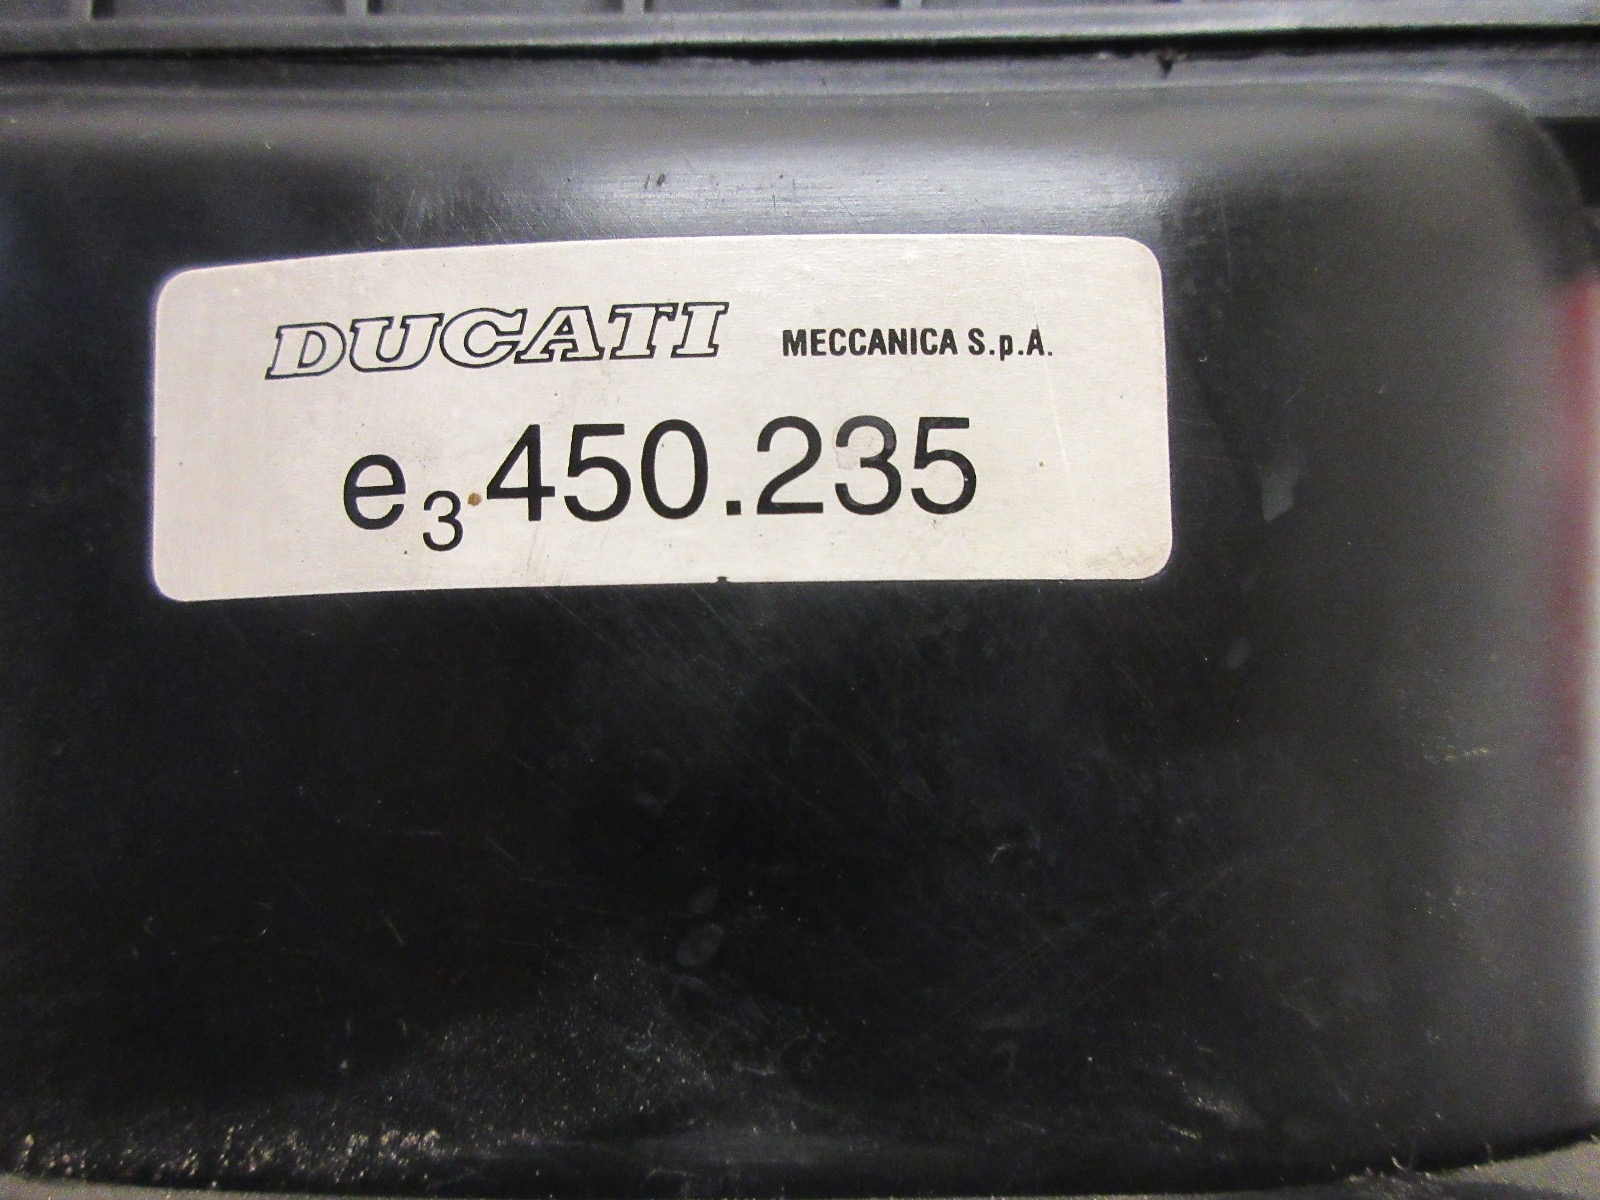 DUCATI MECCANICA S.p.A.
e3 450.235